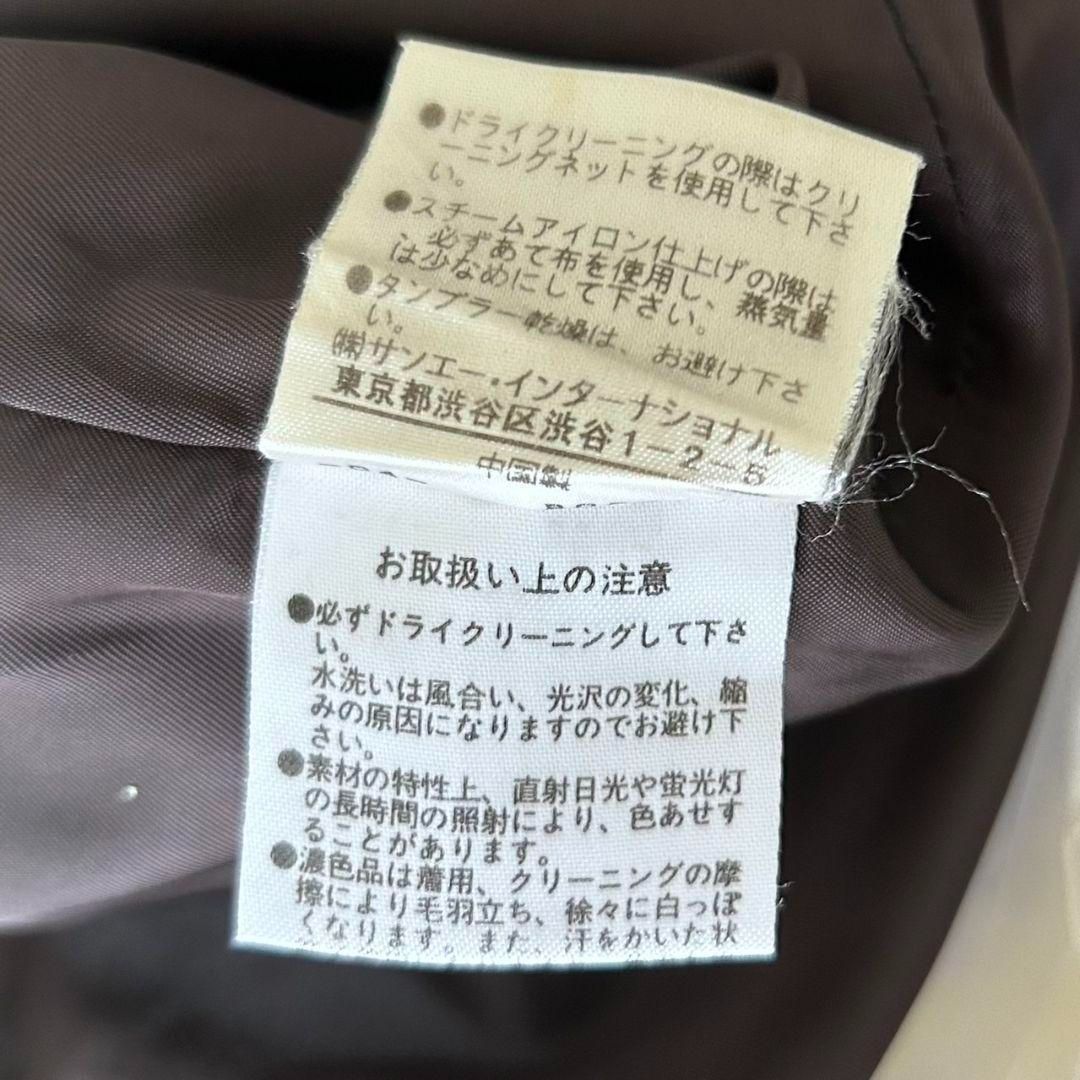 ●ドライクリーニングの際はクリ
ーニングネットを使用して下さ
い。
●スチームアイロン仕上げの際は
、必ずあて布を使用し、蒸気量
は少なめにして下さい。
●タンブラー乾燥は、お避け下さ
い。
㈱サンエー・インターナショナル
東京都渋谷区渋谷1-2-5
中国製
お取扱い上の注意
●必ずドライクリーニングして下さ
い。
水洗いは風合い、光沢の変化、縮
みの原因になりますのでお避け下
さい。
●素材の特性上、直射日光や蛍光灯
の長時間の照射により、色あせす
ることがあります。
●濃色品は着用、クリーニングの摩
擦により毛羽立ち、徐々に白っぽ
くなります。また、汗をかいた状